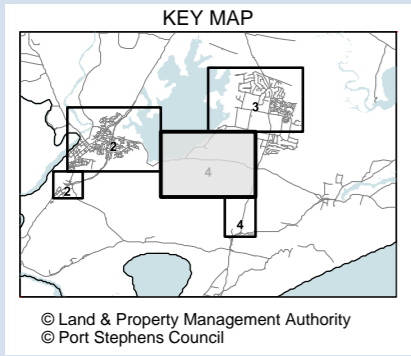 KEY MAP
3
2
4
2
4
© Land & Property Management Authority
© Port Stephens Council